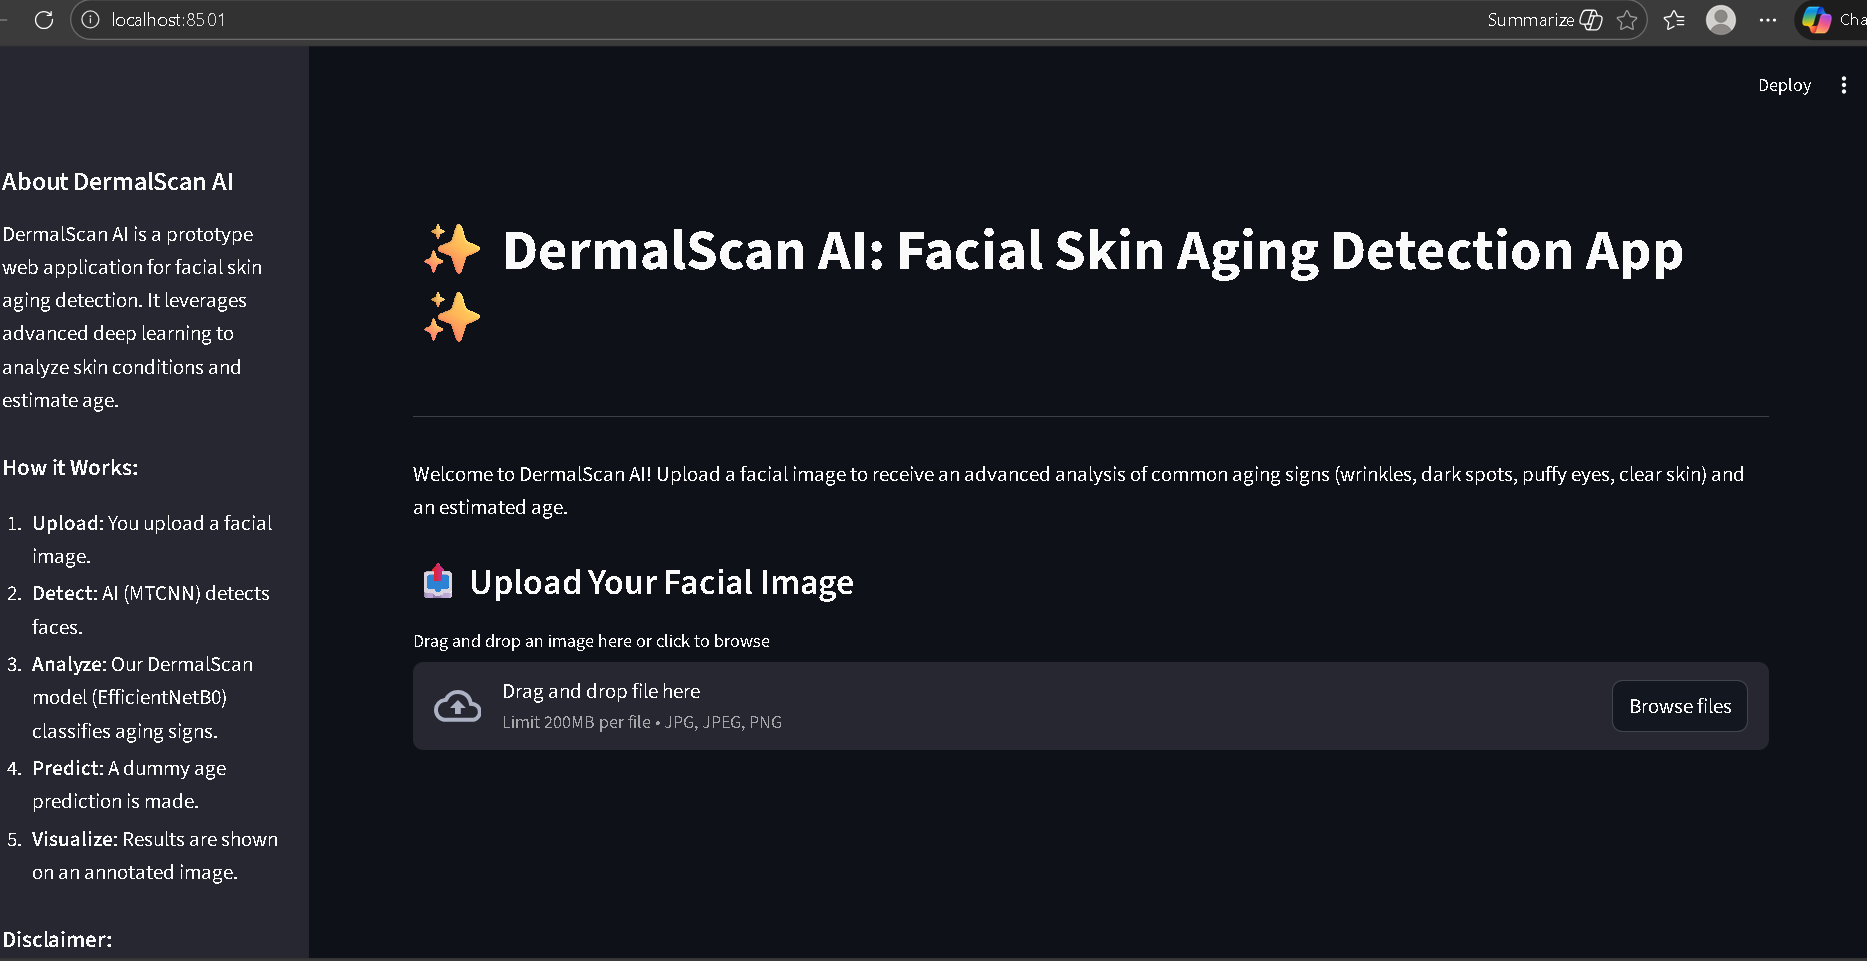 localhost:8501
Summarize
Deploy
About DermalScan AI
DermalScan AI is a prototype
web application for facial skin
aging detection. It leverages
advanced deep learning to
analyze skin conditions and
estimate age.
How it Works:
1. Upload: You upload a facial
image.
2. Detect: AI (MTCNN) detects
faces.
3. Analyze: Our DermalScan
model (EfficientNetB0)
classifies aging signs.
4. Predict: A dummy age
prediction is made.
5. Visualize: Results are shown
on an annotated image.
Disclaimer:
✨ DermalScan AI: Facial Skin Aging Detection App
✨
Welcome to DermalScan AI! Upload a facial image to receive an advanced analysis of common aging signs (wrinkles, dark spots, puffy eyes, clear skin) and
an estimated age.
📤 Upload Your Facial Image
Drag and drop an image here or click to browse
Drag and drop file here
Limit 200MB per file • JPG, JPEG, PNG
Browse files